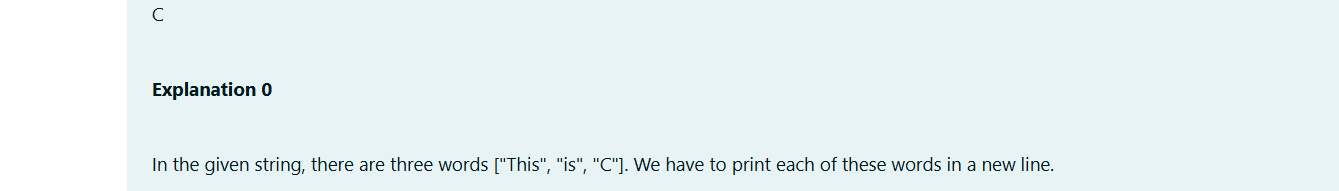 C
Explanation 0
In the given string, there are three words ["This", "is", "C"]. We have to print each of these words in a new line.